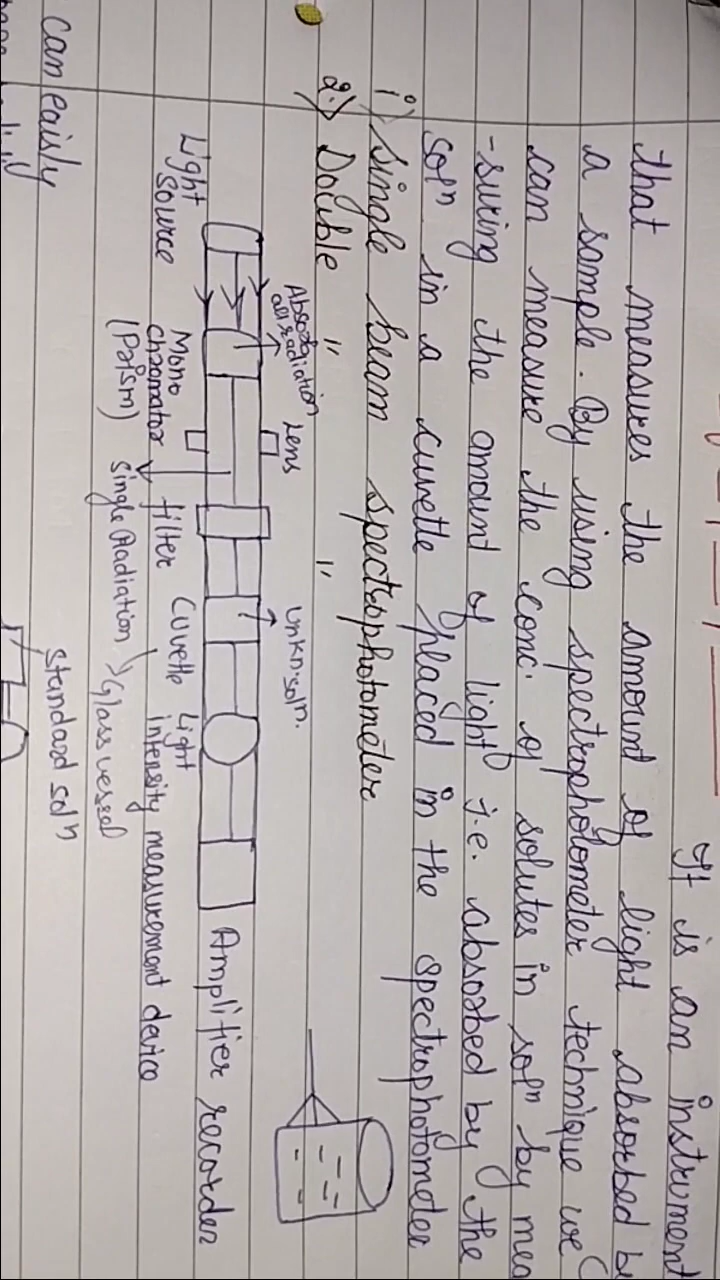 It is an instrument
that measures the amount of light absorbed by
a sample. By using spectrophotometer technique we
can measure the conc. of solutes in solⁿ by mea
-suring the amount of light i.e. absorbed by the
solⁿ in a cuvette placed in the spectrophotometer
i) Single beam spectrophotometer
2.) Double " "
Absorption
all radiation
Lens
Unkn. solⁿ.
Light
source
Mono
chromator
(Prism)
filter
single Radiation
Cuvette
Glass vessal
Light
intensity measurement device
Amplifier recorder
standard solⁿ
can eaisly